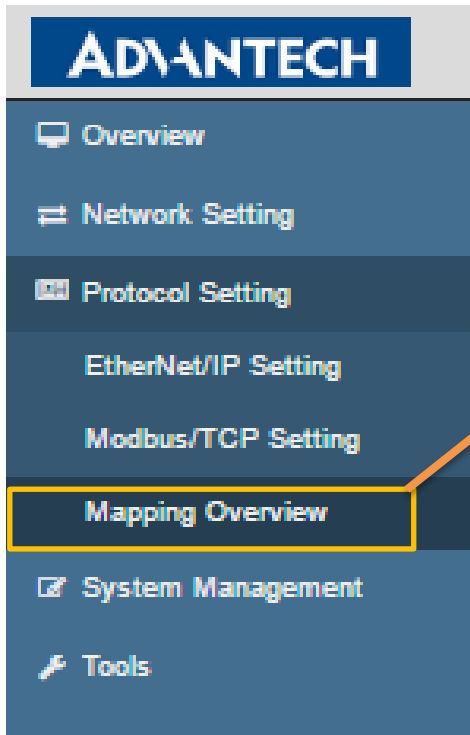 ADVANTECH
Overview
Network Setting
Protocol Setting
EtherNet/IP Setting
Modbus/TCP Setting
Mapping Overview
System Management
Tools